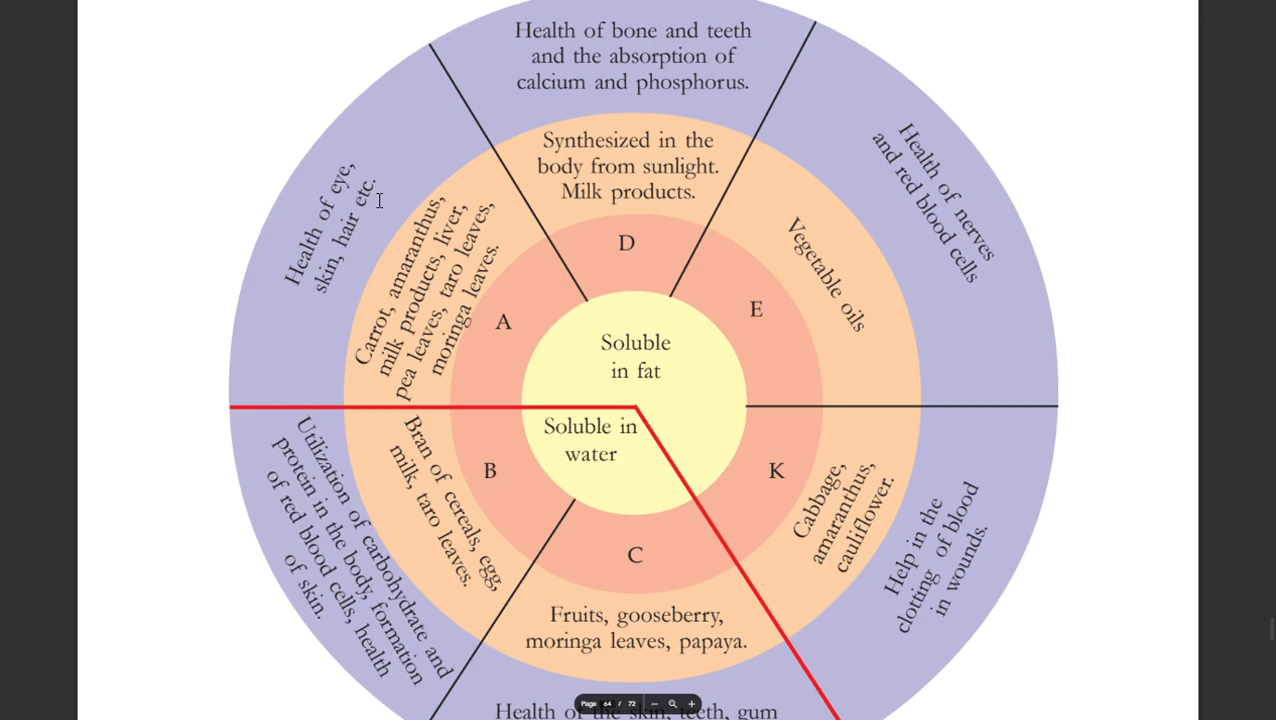 Health of bone and teeth
and the absorption of
calcium and phosphorus.
Synthesized in the
body from sunlight.
Milk products.
D
Health of nerves
and red blood cells
Vegetable oils
E
Health of eye,
skin, hair etc.
Carrot, amaranthus,
milk products, liver,
pea leaves, taro leaves,
moringa leaves.
A
Soluble
in fat
Soluble in
water
B
Bran of cereals, egg,
milk, taro leaves.
Utilization of carbohydrate and
protein in the body, formation
of red blood cells, health
of skin.
K
Cabbage,
amaranthus,
cauliflower.
Help in the
clotting of blood
in wounds.
C
Fruits, gooseberry,
moringa leaves, papaya.
Health of the skin, teeth, gum
Page 64 / 72